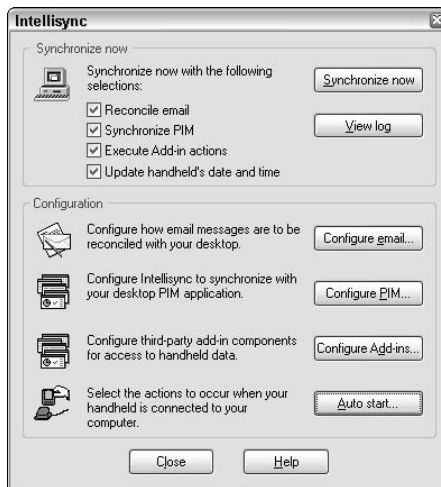 Intellisync
Synchronize now
Synchronize now with the following
selections:
Synchronize now
Reconcile email
Synchronize PIM
View log
Execute Add-in actions
Update handheld's date and time
Configuration
Configure how email messages are to be
reconciled with your desktop.
Configure email...
Configure Intellisync to synchronize with
your desktop PIM application.
Configure PIM...
Configure third-party add-in components
for access to handheld data.
Configure Add-ins...
Select the actions to occur when your
handheld is connected to your
computer.
Auto start...
Close
Help